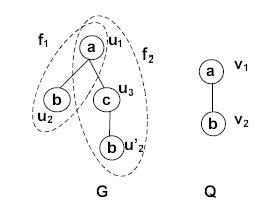 f₁ a u₁ f₂
b c u₃
u₂
b u'₂
G
a v₁
b v₂
Q